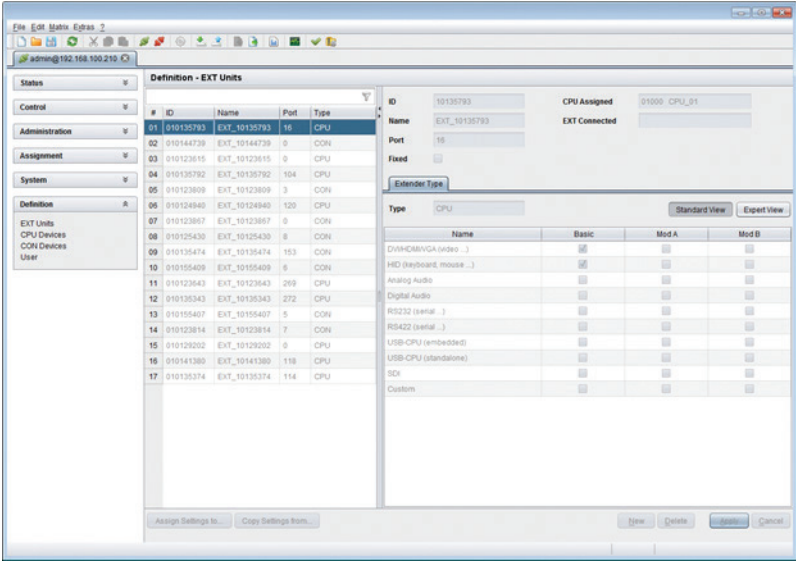 File Edit Matrix Extras ?
admin@192.168.100.210
Status
Control
Administration
Assignment
System
Definition
EXT Units
CPU Devices
CON Devices
User
Definition - EXT Units
# ID Name Port Type
01 010135793 EXT_10135793 16 CPU
02 010144739 EXT_10144739 0 CON
03 010123615 EXT_10123615 0 CPU
04 010135792 EXT_10135792 104 CPU
05 010123809 EXT_10123809 3 CON
06 010124940 EXT_10124940 120 CPU
07 010123867 EXT_10123867 0 CON
08 010125430 EXT_10125430 8 CON
09 010135474 EXT_10135474 153 CPU
10 010155409 EXT_10155409 6 CON
11 010123643 EXT_10123643 269 CPU
12 010135343 EXT_10135343 272 CPU
13 010155407 EXT_10155407 5 CON
14 010123814 EXT_10123814 7 CON
15 010129202 EXT_10129202 0 CPU
16 010141380 EXT_10141380 118 CPU
17 010135374 EXT_10135374 114 CPU
Assign Settings to... Copy Settings from...
ID 10135793 CPU Assigned 01000 CPU_01
Name EXT_10135793 EXT Connected
Port 16
Fixed
Extender Type
Type CPU Standard View Expert View
Name Basic Mod A Mod B
DVI/HDMI/VGA (video ...)
HID (keyboard, mouse ...)
Analog Audio
Digital Audio
RS232 (serial ...)
RS422 (serial ...)
USB-CPU (embedded)
USB-CPU (standalone)
SDI
Custom
New Delete Apply Cancel